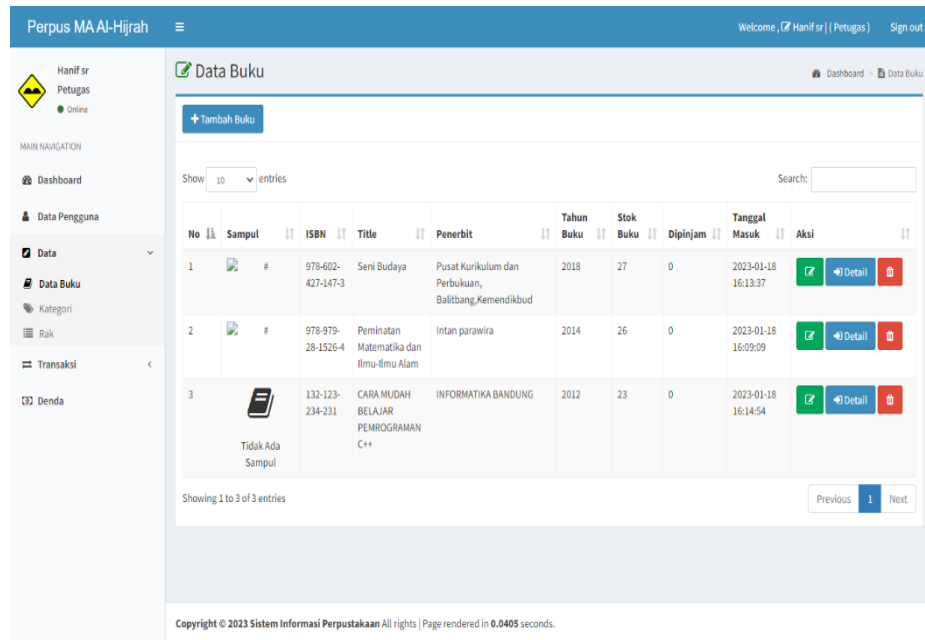 Perpus MA Al-Hijrah
Welcome , Hanif sr | ( Petugas ) Sign out
Hanif sr
Petugas
Online
MAIN NAVIGATION
Dashboard
Data Pengguna
Data
Data Buku
Kategori
Rak
Transaksi
Denda
Data Buku
Dashboard > Data Buku
+ Tambah Buku
Show 10 entries Search:
No Sampul ISBN Title Penerbit Tahun Buku Stok Buku Dipinjam Tanggal Masuk Aksi
1 # 978-602- Seni Budaya Pusat Kurikulum dan 2018 27 0 2023-01-18 Detail
427-147-3 Perbukuan, 16:13:37
Balitbang,Kemendikbud
2 # 978-979- Peminatan Intan parawira 2014 26 0 2023-01-18 Detail
28-1526-4 Matematika dan 16:09:09
Ilmu-Ilmu Alam
3 132-123- CARA MUDAH INFORMATIKA BANDUNG 2012 23 0 2023-01-18 Detail
234-231 BELAJAR 16:14:54
PEMROGRAMAN
Tidak Ada C++
Sampul
Showing 1 to 3 of 3 entries Previous 1 Next
Copyright © 2023 Sistem Informasi Perpustakaan All rights | Page rendered in 0.0405 seconds.